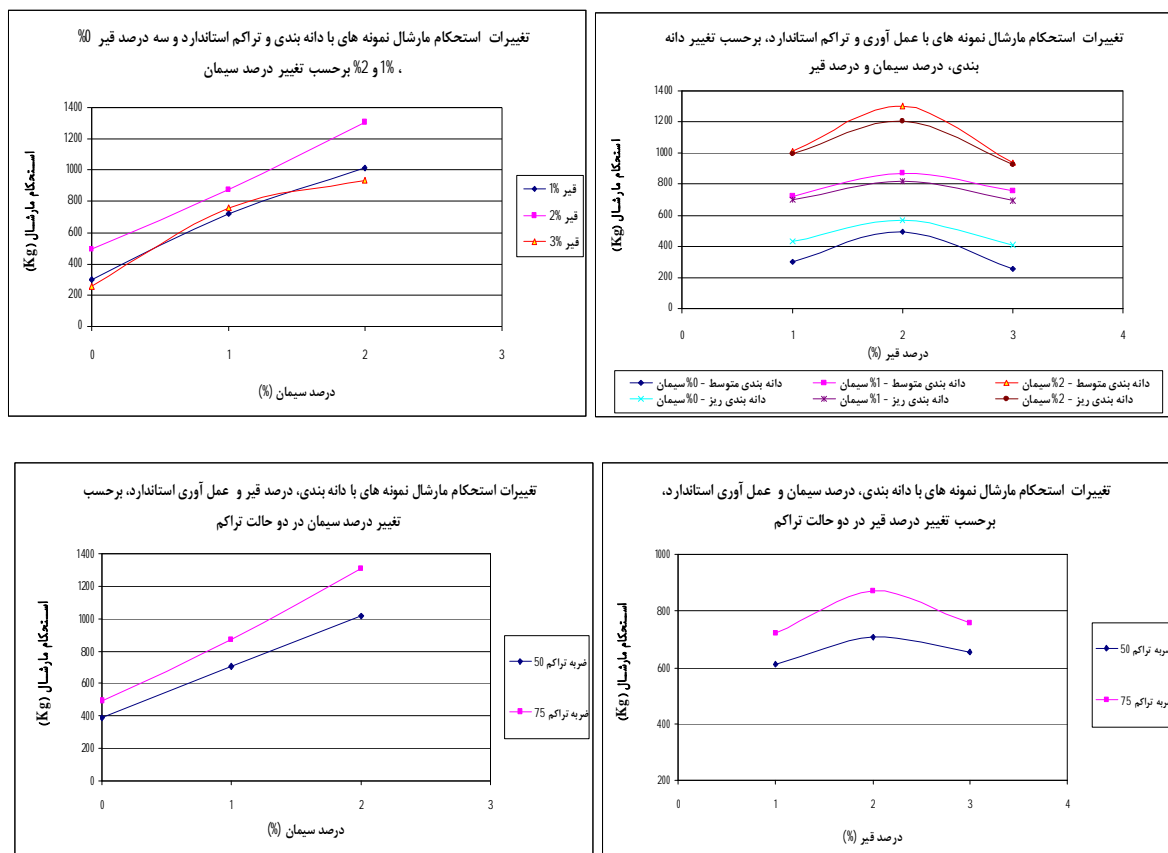 تغییرات استحکام مارشال نمونه های با دانه بندی و تراکم استاندارد و سه درصد قیر 0%
، 1% و 2% برحسب تغییر درصد سیمان
استحکام مارشال (Kg)
1400
1200
1000
800
600
400
200
0
0 1 2 3
درصد سیمان (%)
قیر 1%
قیر 2%
قیر 3%
تغییرات استحکام مارشال نمونه های با عمل آوری و تراکم استاندارد، برحسب تغییر دانه
بندی، درصد سیمان و درصد قیر
استحکام مارشال (Kg)
1400
1200
1000
800
600
400
200
0
0 1 2 3 4
درصد قیر (%)
دانه بندی متوسط - 0% سیمان
دانه بندی متوسط - 1% سیمان
دانه بندی متوسط - 2% سیمان
دانه بندی ریز - 0% سیمان
دانه بندی ریز - 1% سیمان
دانه بندی ریز - 2% سیمان
تغییرات استحکام مارشال نمونه های با دانه بندی، درصد قیر و عمل آوری استاندارد، برحسب
تغییر درصد سیمان در دو حالت تراکم
استحکام مارشال (Kg)
1400
1200
1000
800
600
400
200
0
0 1 2 3
درصد سیمان (%)
50 ضربه تراکم
75 ضربه تراکم
تغییرات استحکام مارشال نمونه های با دانه بندی، درصد سیمان و عمل آوری استاندارد،
برحسب تغییر درصد قیر در دو حالت تراکم
استحکام مارشال (Kg)
1000
800
600
400
200
0 1 2 3 4
درصد قیر (%)
50 ضربه تراکم
75 ضربه تراکم